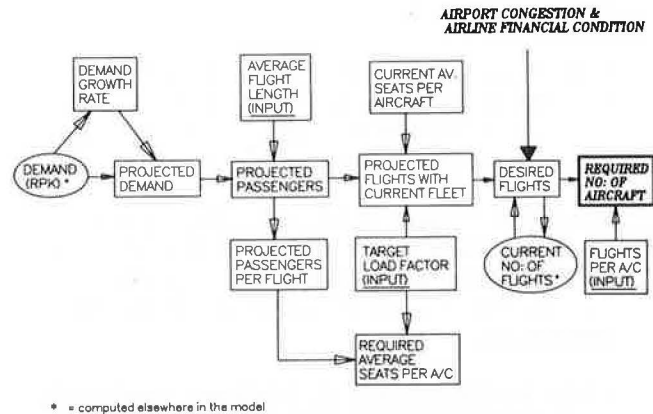 AIRPORT CONGESTION &
AIRLINE FINANCIAL CONDITION
DEMAND
GROWTH
RATE
AVERAGE
FLIGHT
LENGTH
(INPUT)
CURRENT AV.
SEATS PER
AIRCRAFT
DEMAND
(RPK) *
PROJECTED
DEMAND
PROJECTED
PASSENGERS
PROJECTED
FLIGHTS WITH
CURRENT FLEET
DESIRED
FLIGHTS
REQUIRED
NO: OF
AIRCRAFT
PROJECTED
PASSENGERS
PER FLIGHT
TARGET
LOAD FACTOR
(INPUT)
CURRENT
NO: OF
FLIGHTS *
FLIGHTS
PER A/C
(INPUT)
REQUIRED
AVERAGE
SEATS PER A/C
* = computed elsewhere in the model